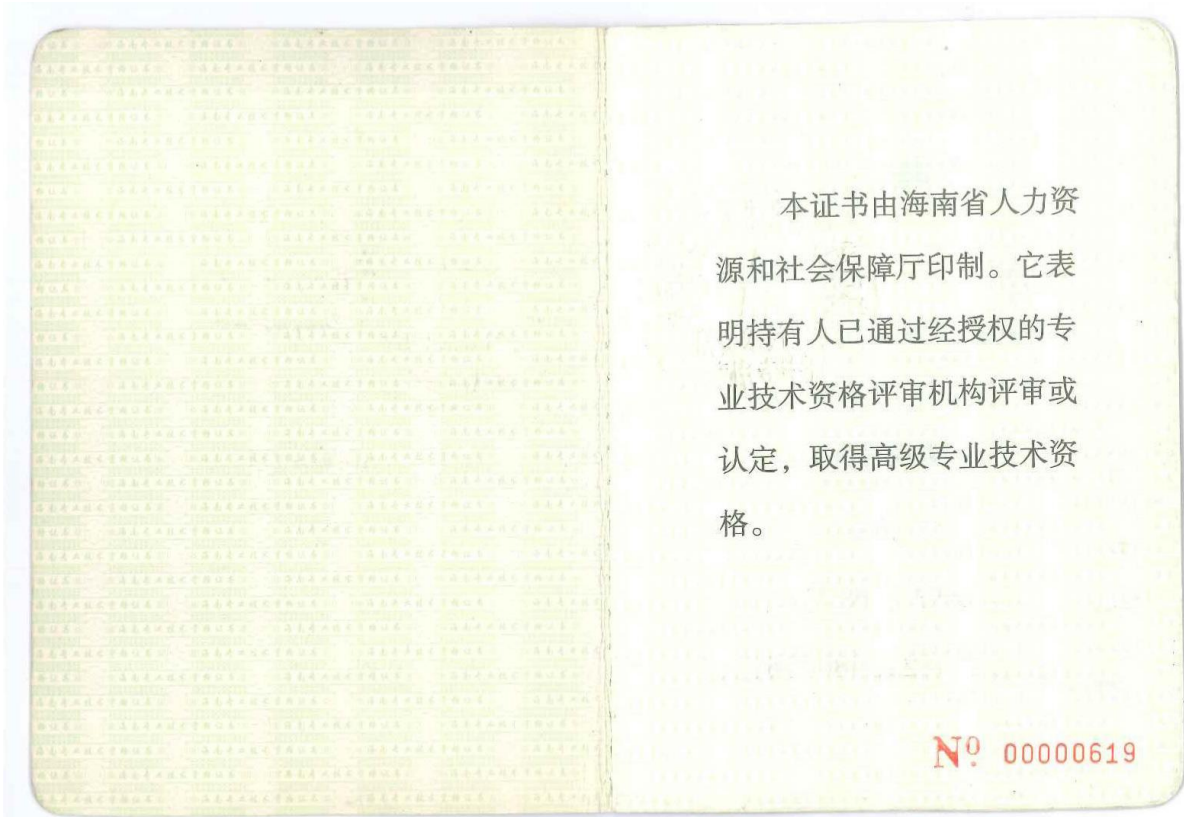 本证书由海南省人力资
源和社会保障厅印制。它表
明持有人已通过经授权的专
业技术资格评审机构评审或
认定，取得高级专业技术资
格。
Nº 00000619